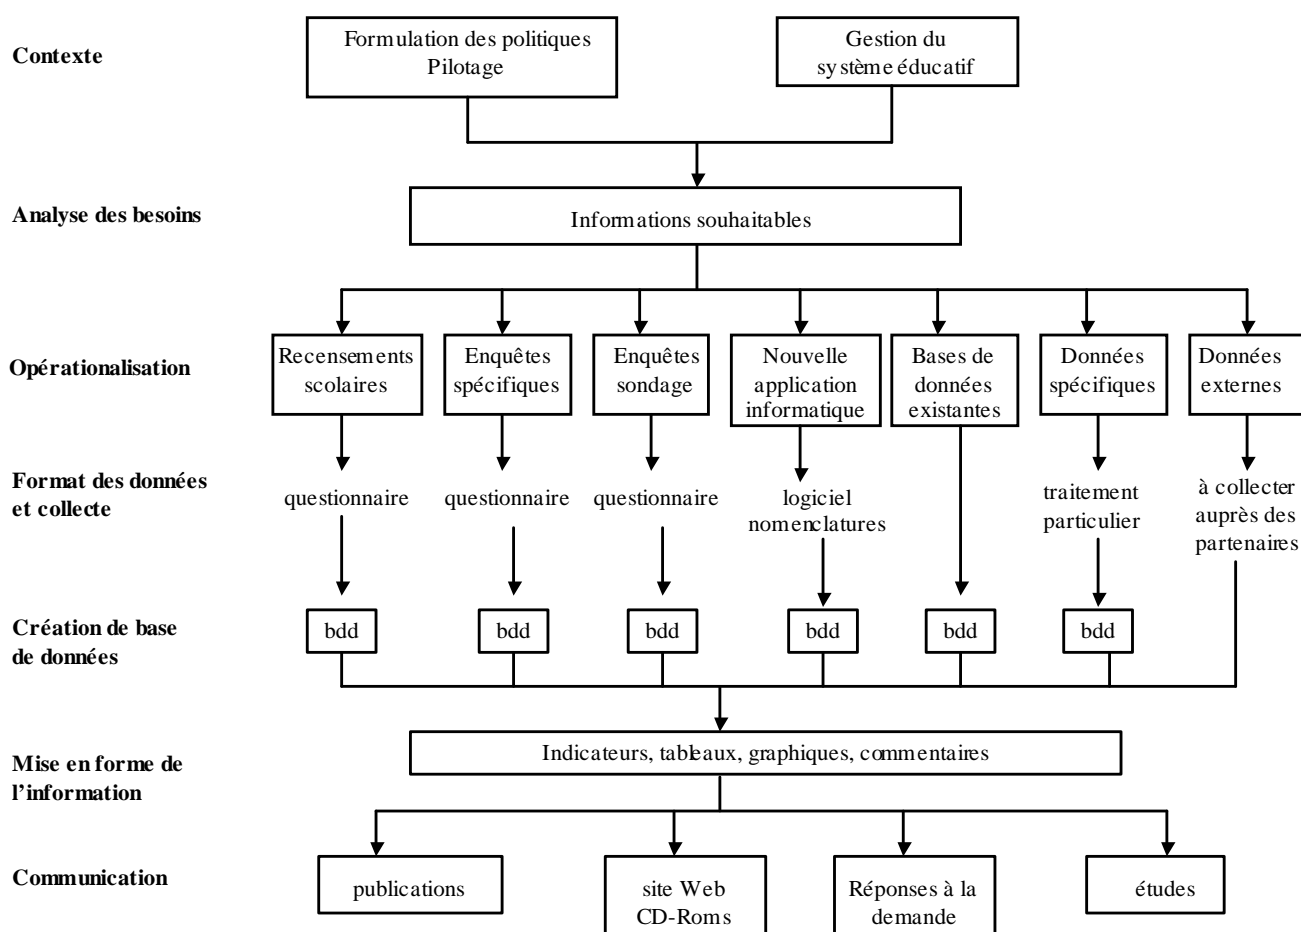 Contexte
Formulation des politiques
Pilotage
Gestion du
système éducatif
Analyse des besoins
Informations souhaitables
Opérationalisation
Recensements
scolaires
Enquêtes
spécifiques
Enquêtes
sondage
Nouvelle
application
informatique
Bases de
données
existantes
Données
spécifiques
Données
externes
Format des données
et collecte
questionnaire
questionnaire
questionnaire
logiciel
nomenclatures
traitement
particulier
à collecter
auprès des
partenaires
Création de base
de données
bdd
bdd
bdd
bdd
bdd
bdd
Mise en forme de
l’information
Indicateurs, tableaux, graphiques, commentaires
Communication
publications
site Web
CD-Roms
Réponses à la
demande
études